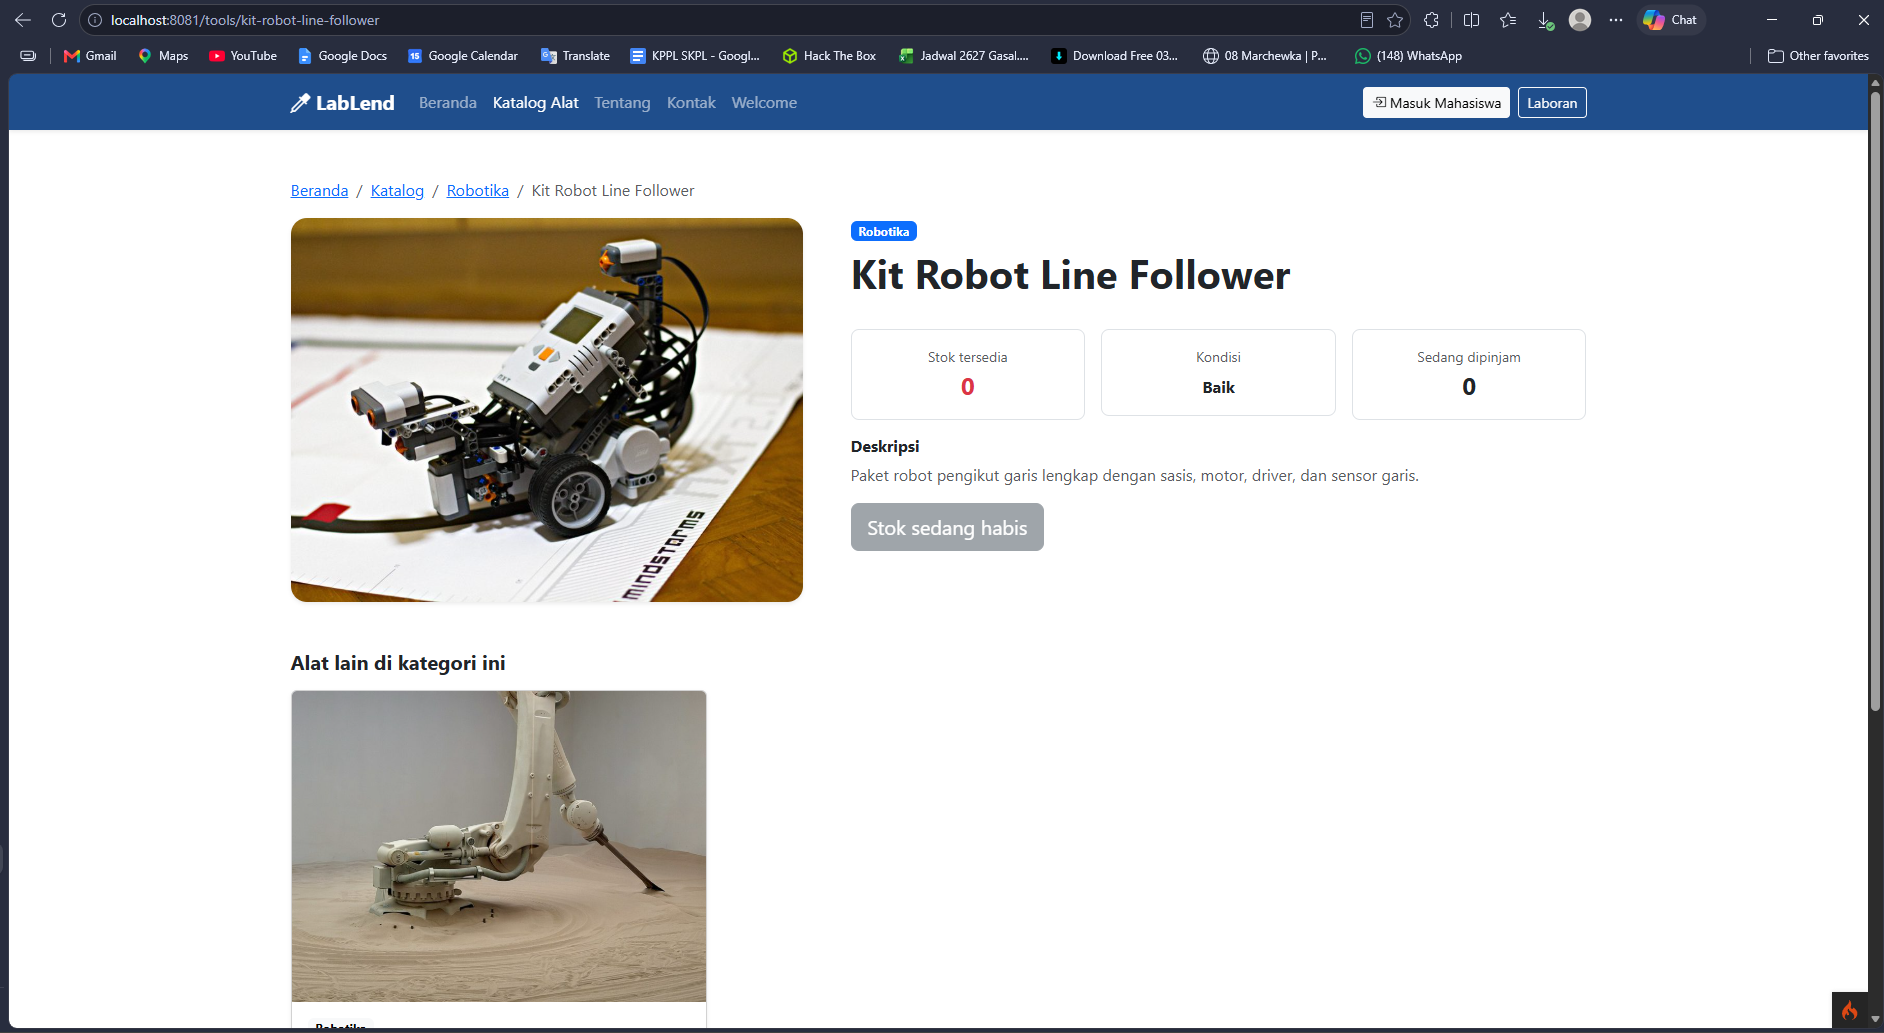 localhost:8081/tools/kit-robot-line-follower
Chat
Gmail
Maps
YouTube
Google Docs
Google Calendar
Translate
KPPL SKPL - Googl...
Hack The Box
Jadwal 2627 Gasal....
Download Free 03...
08 Marchewka | P...
(148) WhatsApp
Other favorites
LabLend
Beranda
Katalog Alat
Tentang
Kontak
Welcome
Masuk Mahasiswa
Laboran
Beranda / Katalog / Robotika / Kit Robot Line Follower
Robotika
Kit Robot Line Follower
Stok tersedia
0
Kondisi
Baik
Sedang dipinjam
0
Deskripsi
Paket robot pengikut garis lengkap dengan sasis, motor, driver, dan sensor garis.
Stok sedang habis
mindstorms
Alat lain di kategori ini
Robotika